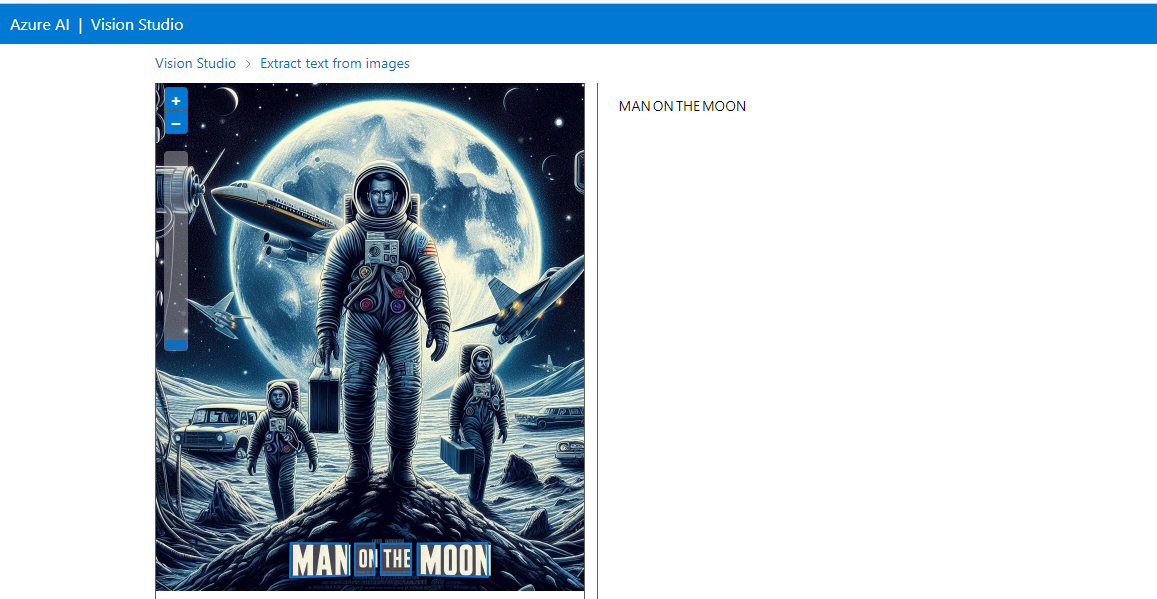 Azure AI | Vision Studio
Vision Studio > Extract text from images
+
−
MAN ON THE MOON
MAN ON THE MOON